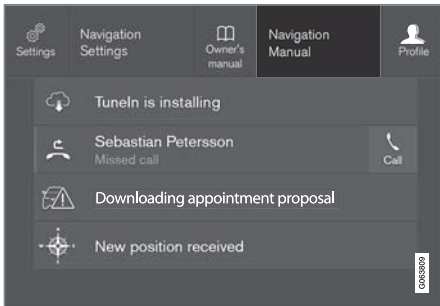 Settings
Navigation
Settings
Owner's
manual
Navigation
Manual
Profile
TuneIn is installing
Sebastian Petersson
Missed call
Call
Downloading appointment proposal
New position received
G063809